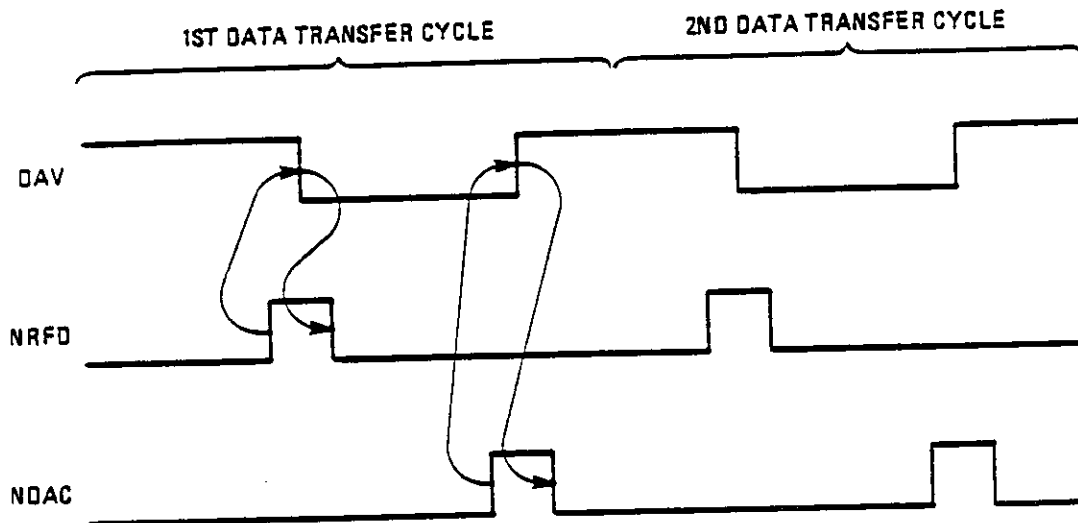 1ST DATA TRANSFER CYCLE
2ND DATA TRANSFER CYCLE
DAV
NRFD
NDAC